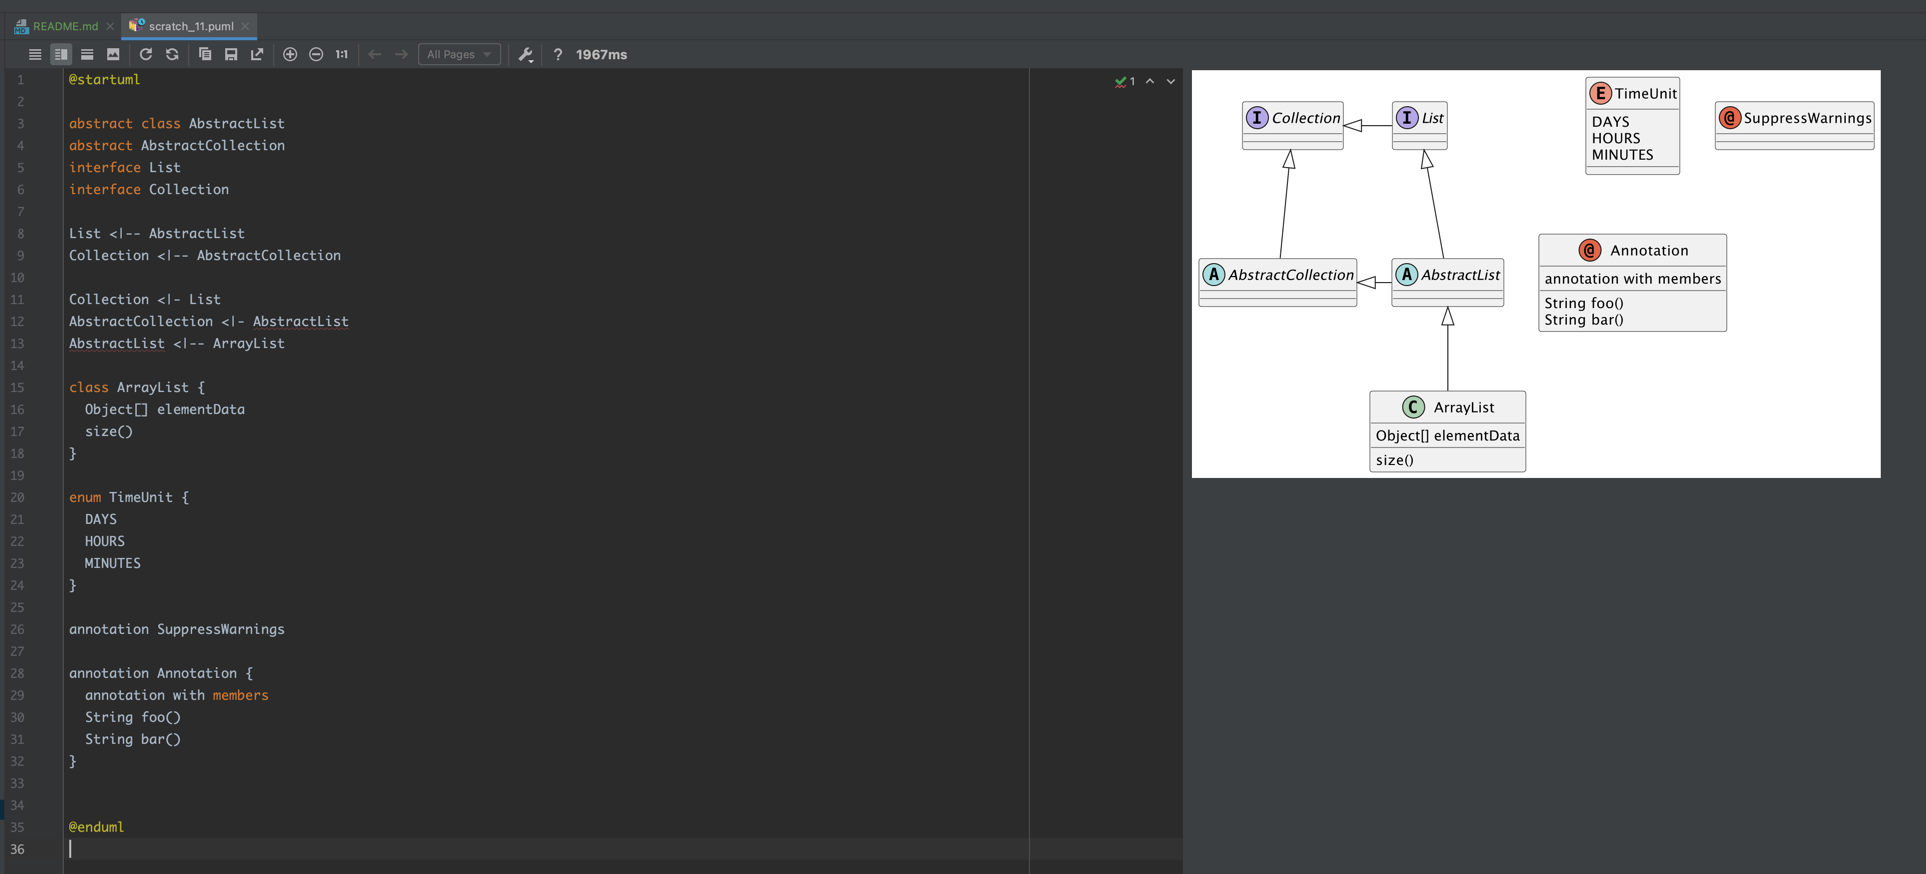 README.md
scratch_11.puml
1:1
All Pages
?
1967ms
1 @startuml
2
3 abstract class AbstractList
4 abstract AbstractCollection
5 interface List
6 interface Collection
7
8 List <|-- AbstractList
9 Collection <|-- AbstractCollection
10
11 Collection <|- List
12 AbstractCollection <|- AbstractList
13 AbstractList <|-- ArrayList
14
15 class ArrayList {
16 Object[] elementData
17 size()
18 }
19
20 enum TimeUnit {
21 DAYS
22 HOURS
23 MINUTES
24 }
25
26 annotation SuppressWarnings
27
28 annotation Annotation {
29 annotation with members
30 String foo()
31 String bar()
32 }
33
34
35 @enduml
36
1
I Collection
I List
E TimeUnit
DAYS
HOURS
MINUTES
@ SuppressWarnings
A AbstractCollection
A AbstractList
@ Annotation
annotation with members
String foo()
String bar()
C ArrayList
Object[] elementData
size()